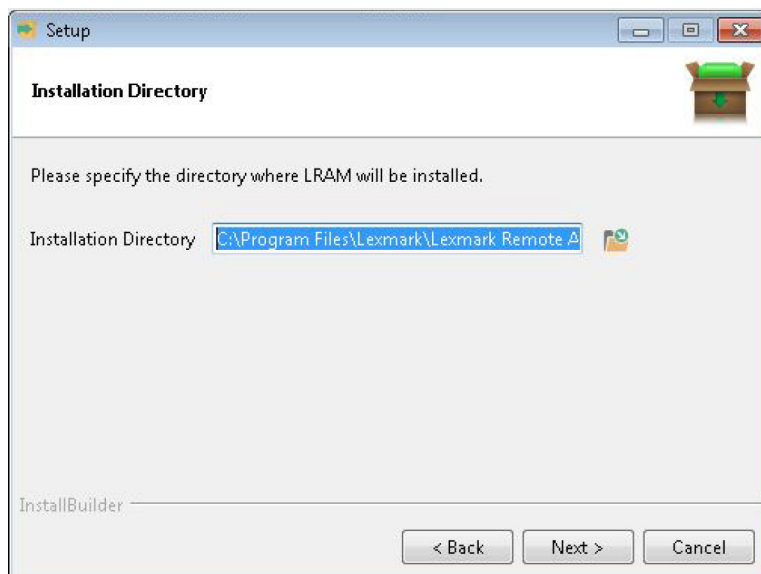 Setup
Installation Directory
Please specify the directory where LRAM will be installed.
Installation Directory C:\Program Files\Lexmark\Lexmark Remote A
InstallBuilder
< Back Next > Cancel